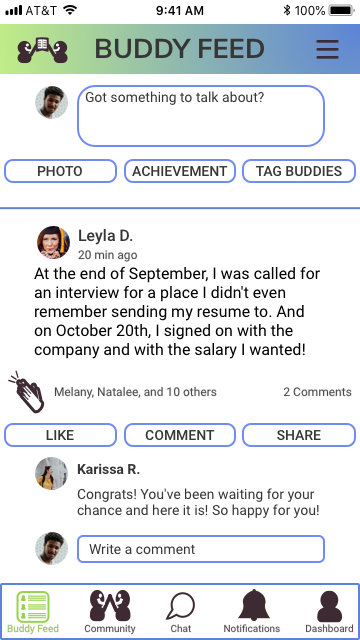 AT&T 9:41 AM 100%
BUDDY FEED
Got something to talk about?
PHOTO ACHIEVEMENT TAG BUDDIES
Leyla D.
20 min ago
At the end of September, I was called for
an interview for a place I didn't even
remember sending my resume to. And
on October 20th, I signed on with the
company and with the salary I wanted!
Melany, Natalee, and 10 others 2 Comments
LIKE COMMENT SHARE
Karissa R.
Congrats! You've been waiting for your
chance and here it is! So happy for you!
Write a comment
Buddy Feed Community Chat Notifications Dashboard